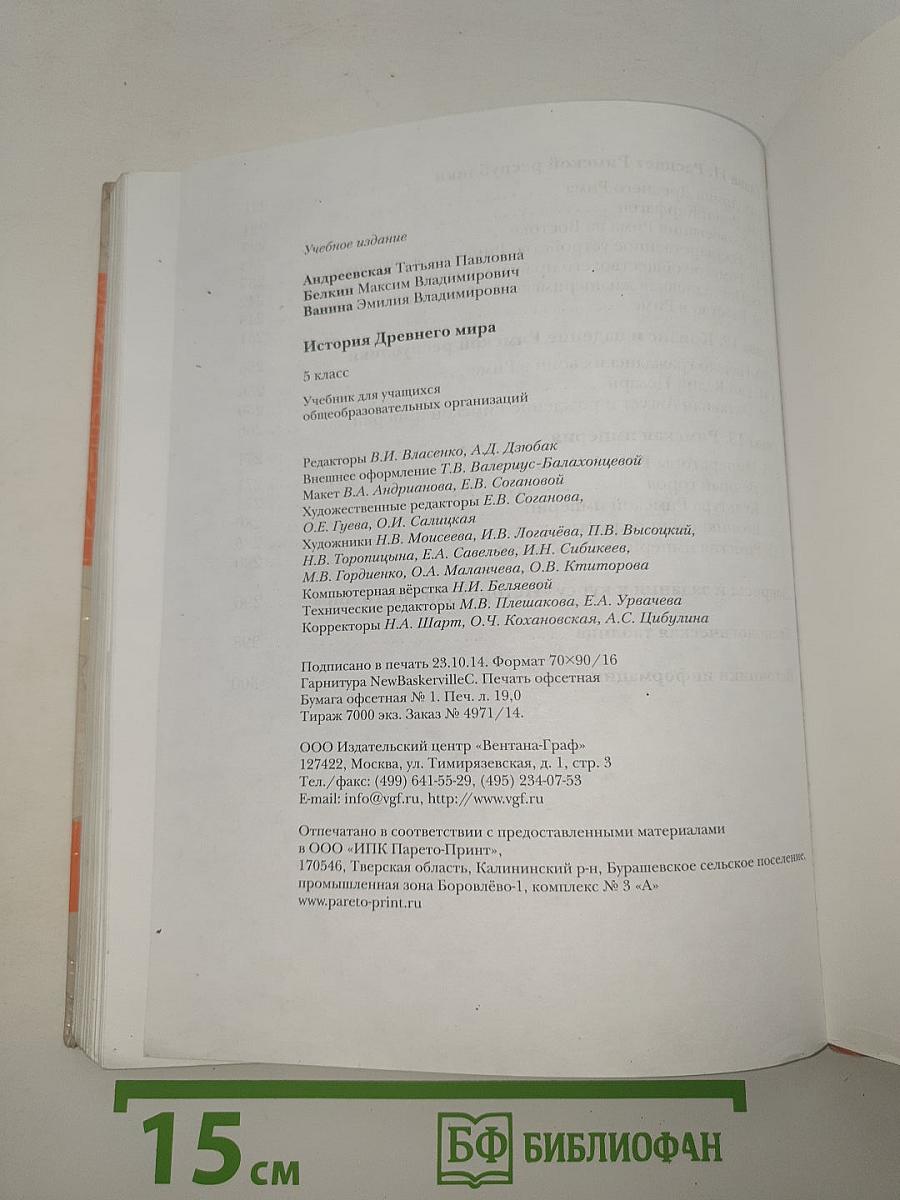 Учебное издание
Андреевская Татьяна Павловна
Белкин Максим Владимирович
Ванина Эмилия Владимировна
История Древнего мира
5 класс
Учебник для учащихся
общеобразовательных организаций
Редакторы В.И. Власенко, А.Д. Дзюбак
Внешнее оформление Т.В. Валериус-Балахонцевой
Макет В.А. Андрианова, Е.В. Согановой
Художественные редакторы Е.В. Соганова,
О.Е. Гуева, О.И. Салицкая
Художники Н.В. Моисеева, И.В. Логачёва, П.В. Высоцкий,
Н.В. Торопицына, Е.А. Савельев, И.Н. Сибикеев,
М.В. Гордиенко, О.А. Маланчева, О.В. Ктиторова
Компьютерная вёрстка Н.И. Беляевой
Технические редакторы М.В. Плешакова, Е.А. Урвачева
Корректоры Н.А. Шарт, О.Ч. Кохановская, А.С. Цибулина
Подписано в печать 23.10.14. Формат 70×90/16
Гарнитура NewBaskervilleC. Печать офсетная
Бумага офсетная № 1. Печ. л. 19,0
Тираж 7000 экз. Заказ № 4971/14.
ООО Издательский центр «Вентана-Граф»
127422, Москва, ул. Тимирязевская, д. 1, стр. 3
Тел./факс: (499) 641-55-29, (495) 234-07-53
E-mail: info@vgf.ru, http://www.vgf.ru
Отпечатано в соответствии с предоставленными материалами
в ООО «ИПК Парето-Принт»,
170546, Тверская область, Калининский р-н, Бурашевское сельское поселение,
промышленная зона Боровлёво-1, комплекс № 3 «А»
www.pareto-print.ru
15 см
БФ БИБЛИОФАН